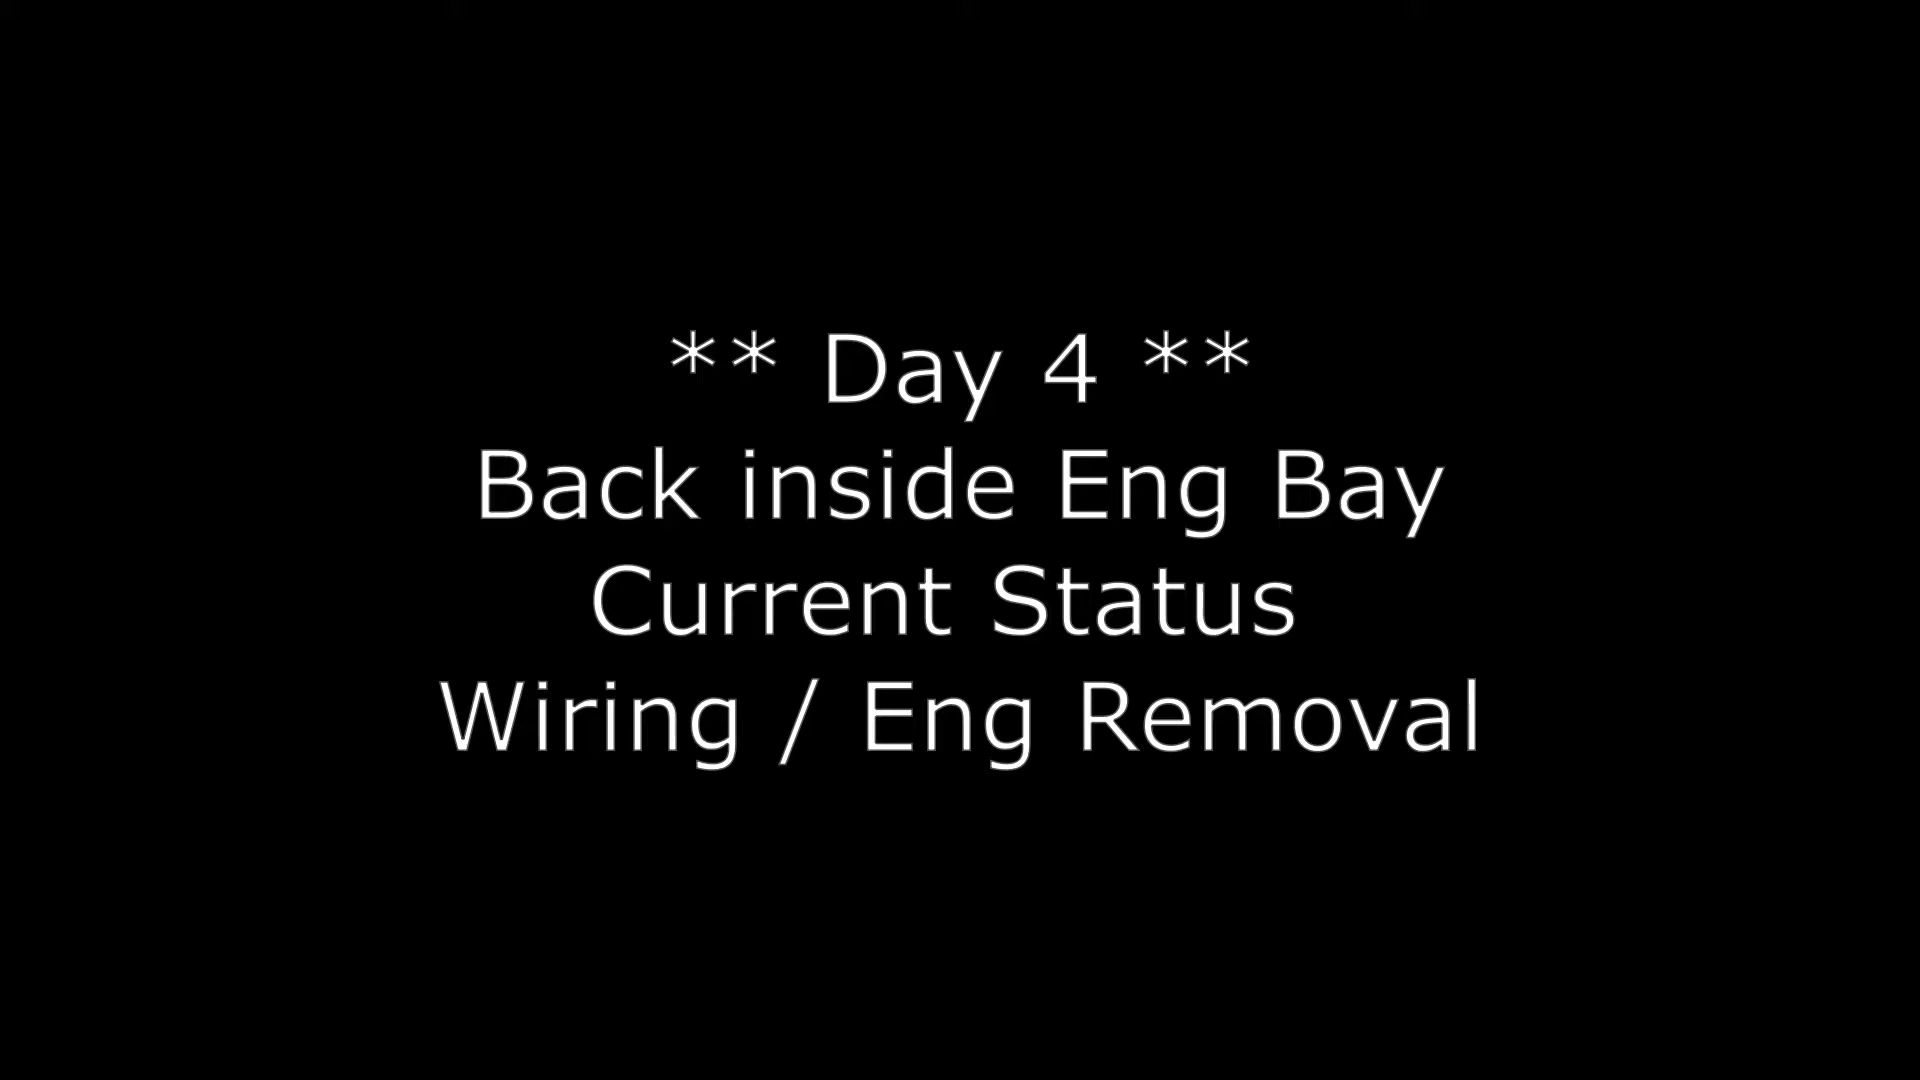 ** Day 4 **
Back inside Eng Bay
Current Status
Wiring / Eng Removal